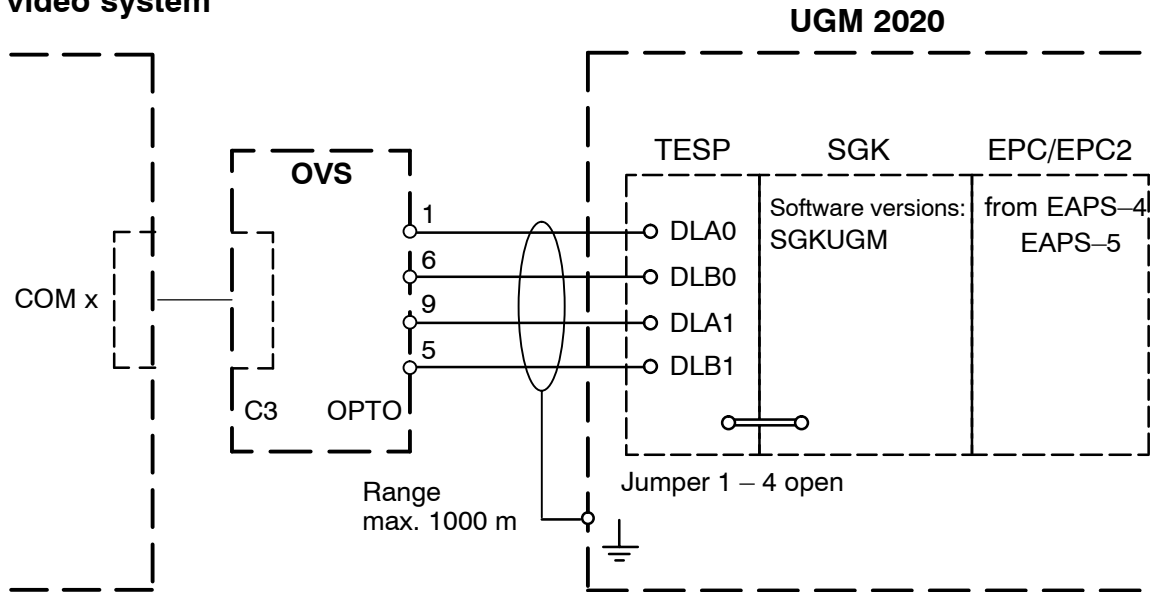 video system
UGM 2020
TESP
SGK
EPC/EPC2
OVS
Software versions:
SGKUGM
from EAPS–4
EAPS–5
1
DLA0
6
DLB0
COM x
9
DLA1
5
DLB1
C3
OPTO
Range
max. 1000 m
Jumper 1 – 4 open